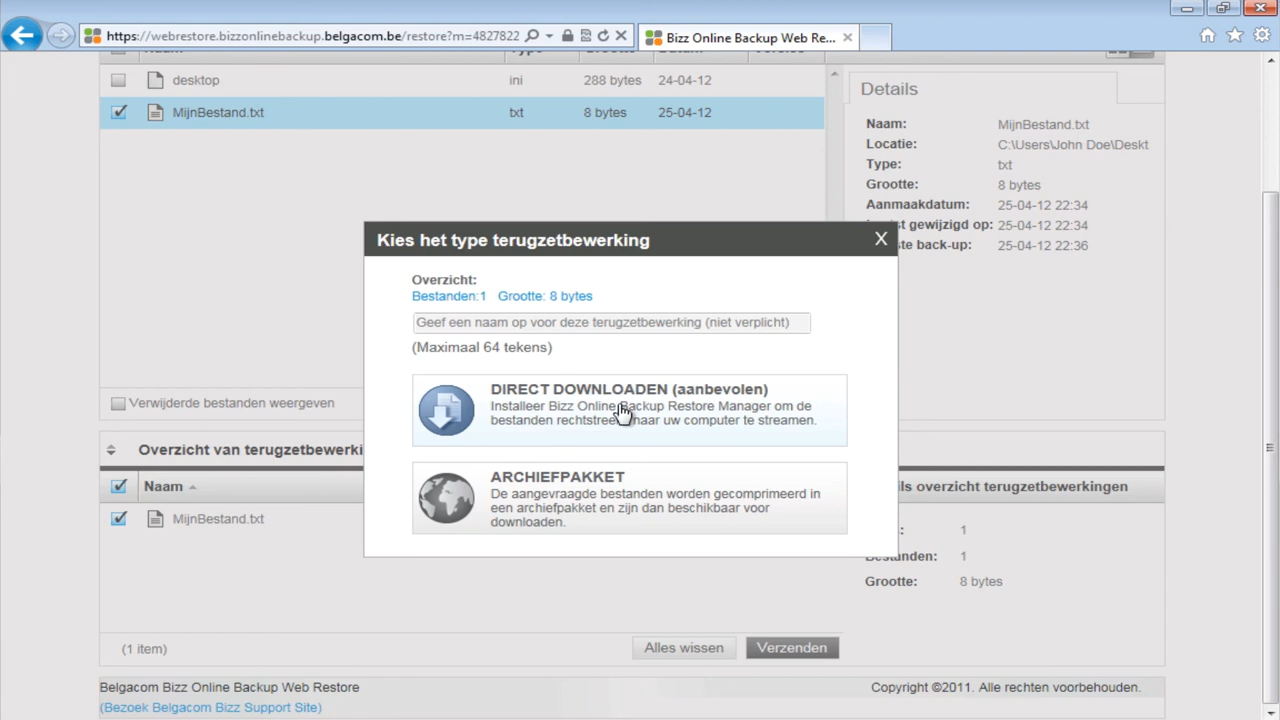 https://webrestore.bizzonlinebackup.belgacom.be/restore?m=4827822
Bizz Online Backup Web Re...
desktop ini 288 bytes 24-04-12
MijnBestand.txt txt 8 bytes 25-04-12
Details
Naam: MijnBestand.txt
Locatie: C:\Users\John Doe\Deskt
Type: txt
Grootte: 8 bytes
Aanmaakdatum: 25-04-12 22:34
gewijzigd op: 25-04-12 22:34
back-up: 25-04-12 22:36
Kies het type terugzetbewerking X
Overzicht:
Bestanden:1 Grootte: 8 bytes
Geef een naam op voor deze terugzetbewerking (niet verplicht)
(Maximaal 64 tekens)
DIRECT DOWNLOADEN (aanbevolen)
Installeer Bizz Online Backup Restore Manager om de
bestanden rechtstreeks naar uw computer te streamen.
ARCHIEFPAKKET
De aangevraagde bestanden worden gecomprimeerd in
een archiefpakket en zijn dan beschikbaar voor
downloaden.
Verwijderde bestanden weergeven
Overzicht van terugzetbewerki
Naam
MijnBestand.txt
overzicht terugzetbewerkingen
1
Bestanden: 1
Grootte: 8 bytes
(1 item)
Alles wissen
Verzenden
Belgacom Bizz Online Backup Web Restore
(Bezoek Belgacom Bizz Support Site)
Copyright ©2011. Alle rechten voorbehouden.